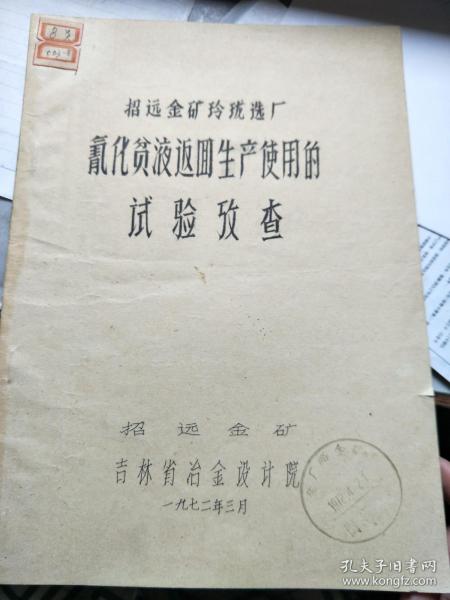 83
招远金矿玲珑选厂
氰化贫液返回生产使用的
试验攷查
招远金矿
吉林省冶金设计院
一九七二年三月
孔夫子旧书网
www.kongfz.com